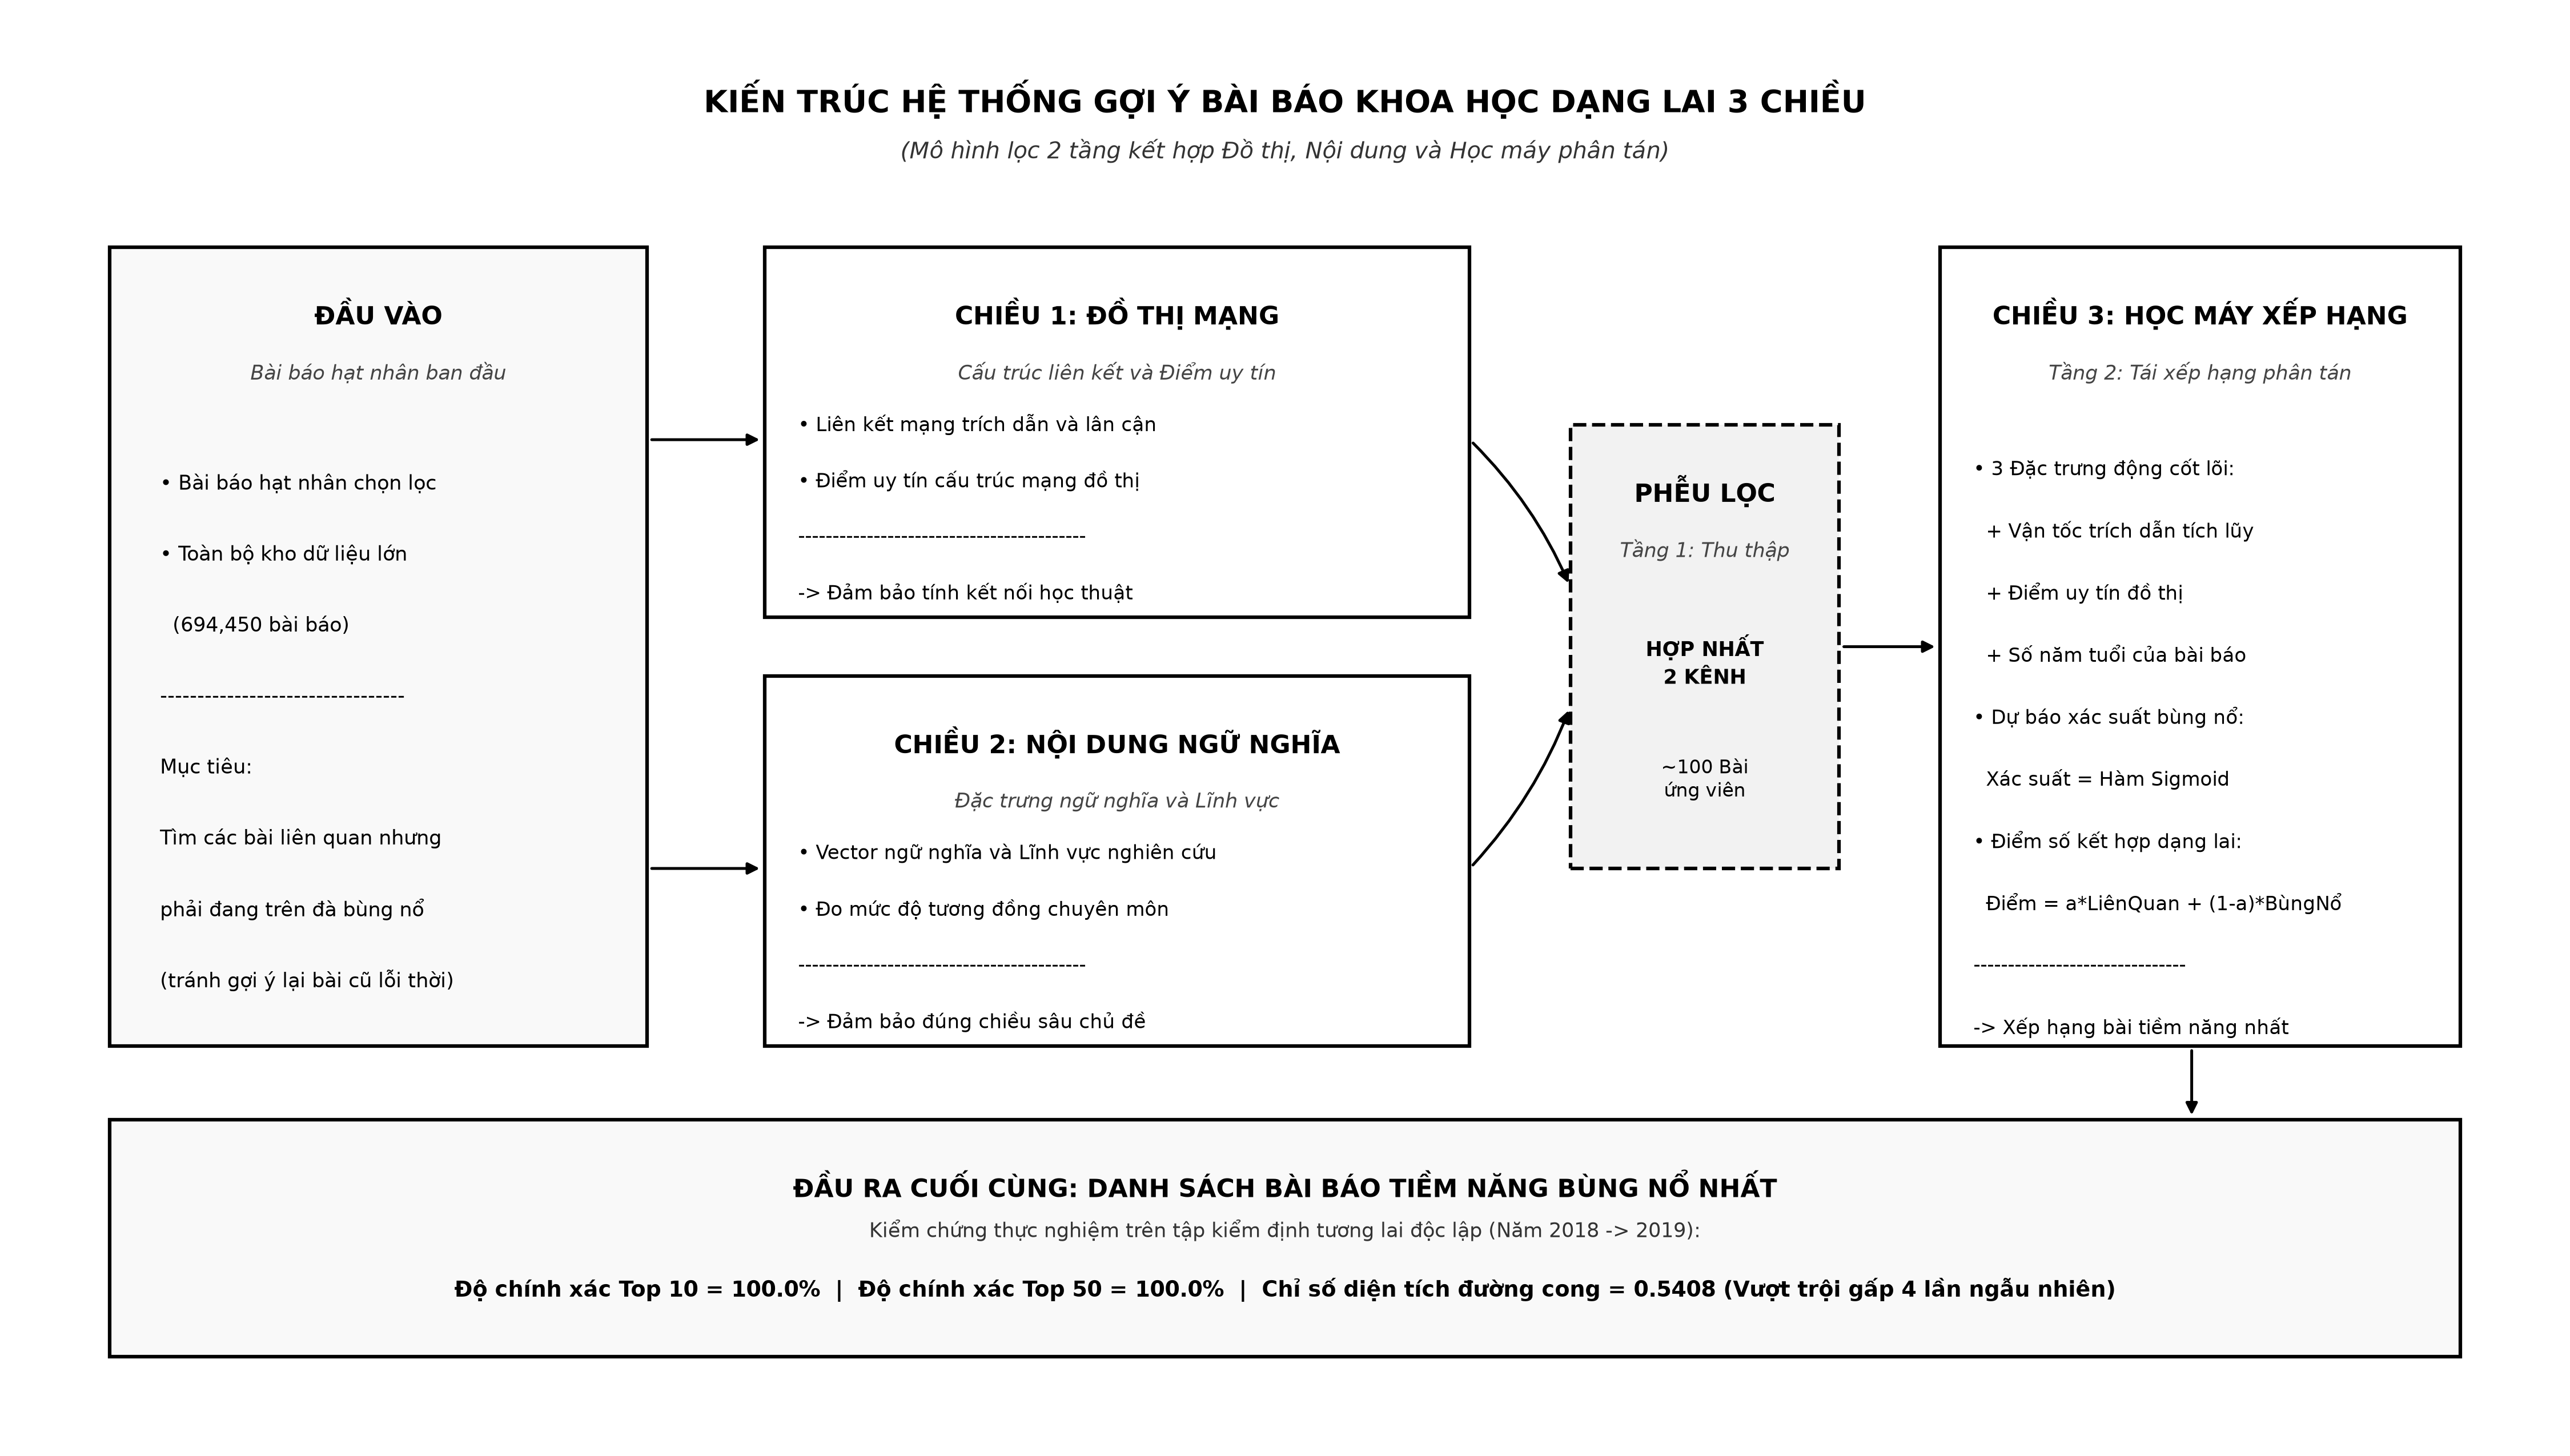 KIẾN TRÚC HỆ THỐNG GỢI Ý BÀI BÁO KHOA HỌC DẠNG LAI 3 CHIỀU
(Mô hình lọc 2 tầng kết hợp Đồ thị, Nội dung và Học máy phân tán)
ĐẦU VÀO
Bài báo hạt nhân ban đầu
• Bài báo hạt nhân chọn lọc
• Toàn bộ kho dữ liệu lớn
(694,450 bài báo)
---------------------------------
Mục tiêu:
Tìm các bài liên quan nhưng
phải đang trên đà bùng nổ
(tránh gợi ý lại bài cũ lỗi thời)
CHIỀU 1: ĐỒ THỊ MẠNG
Cấu trúc liên kết và Điểm uy tín
• Liên kết mạng trích dẫn và lân cận
• Điểm uy tín cấu trúc mạng đồ thị
------------------------------------------
-> Đảm bảo tính kết nối học thuật
CHIỀU 2: NỘI DUNG NGỮ NGHĨA
Đặc trưng ngữ nghĩa và Lĩnh vực
• Vector ngữ nghĩa và Lĩnh vực nghiên cứu
• Đo mức độ tương đồng chuyên môn
------------------------------------------
-> Đảm bảo đúng chiều sâu chủ đề
PHỄU LỌC
Tầng 1: Thu thập
HỢP NHẤT
2 KÊNH
~100 Bài
ứng viên
CHIỀU 3: HỌC MÁY XẾP HẠNG
Tầng 2: Tái xếp hạng phân tán
• 3 Đặc trưng động cốt lõi:
+ Vận tốc trích dẫn tích lũy
+ Điểm uy tín đồ thị
+ Số năm tuổi của bài báo
• Dự báo xác suất bùng nổ:
Xác suất = Hàm Sigmoid
• Điểm số kết hợp dạng lai:
Điểm = a*LiênQuan + (1-a)*BùngNổ
-------------------------------
-> Xếp hạng bài tiềm năng nhất
ĐẦU RA CUỐI CÙNG: DANH SÁCH BÀI BÁO TIỀM NĂNG BÙNG NỔ NHẤT
Kiểm chứng thực nghiệm trên tập kiểm định tương lai độc lập (Năm 2018 -> 2019):
Độ chính xác Top 10 = 100.0% | Độ chính xác Top 50 = 100.0% | Chỉ số diện tích đường cong = 0.5408 (Vượt trội gấp 4 lần ngẫu nhiên)